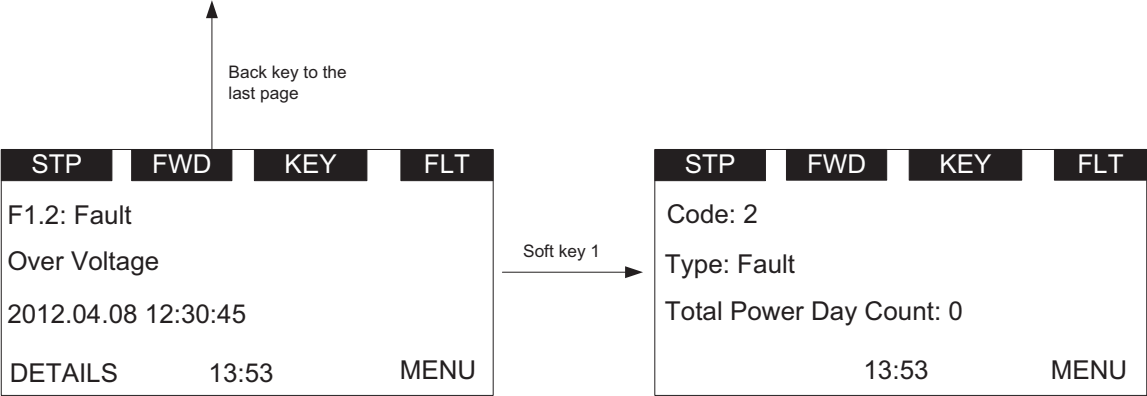 Back key to the
last page
STP FWD KEY FLT
F1.2: Fault
Over Voltage
2012.04.08 12:30:45
DETAILS 13:53 MENU
Soft key 1
STP FWD KEY FLT
Code: 2
Type: Fault
Total Power Day Count: 0
13:53 MENU